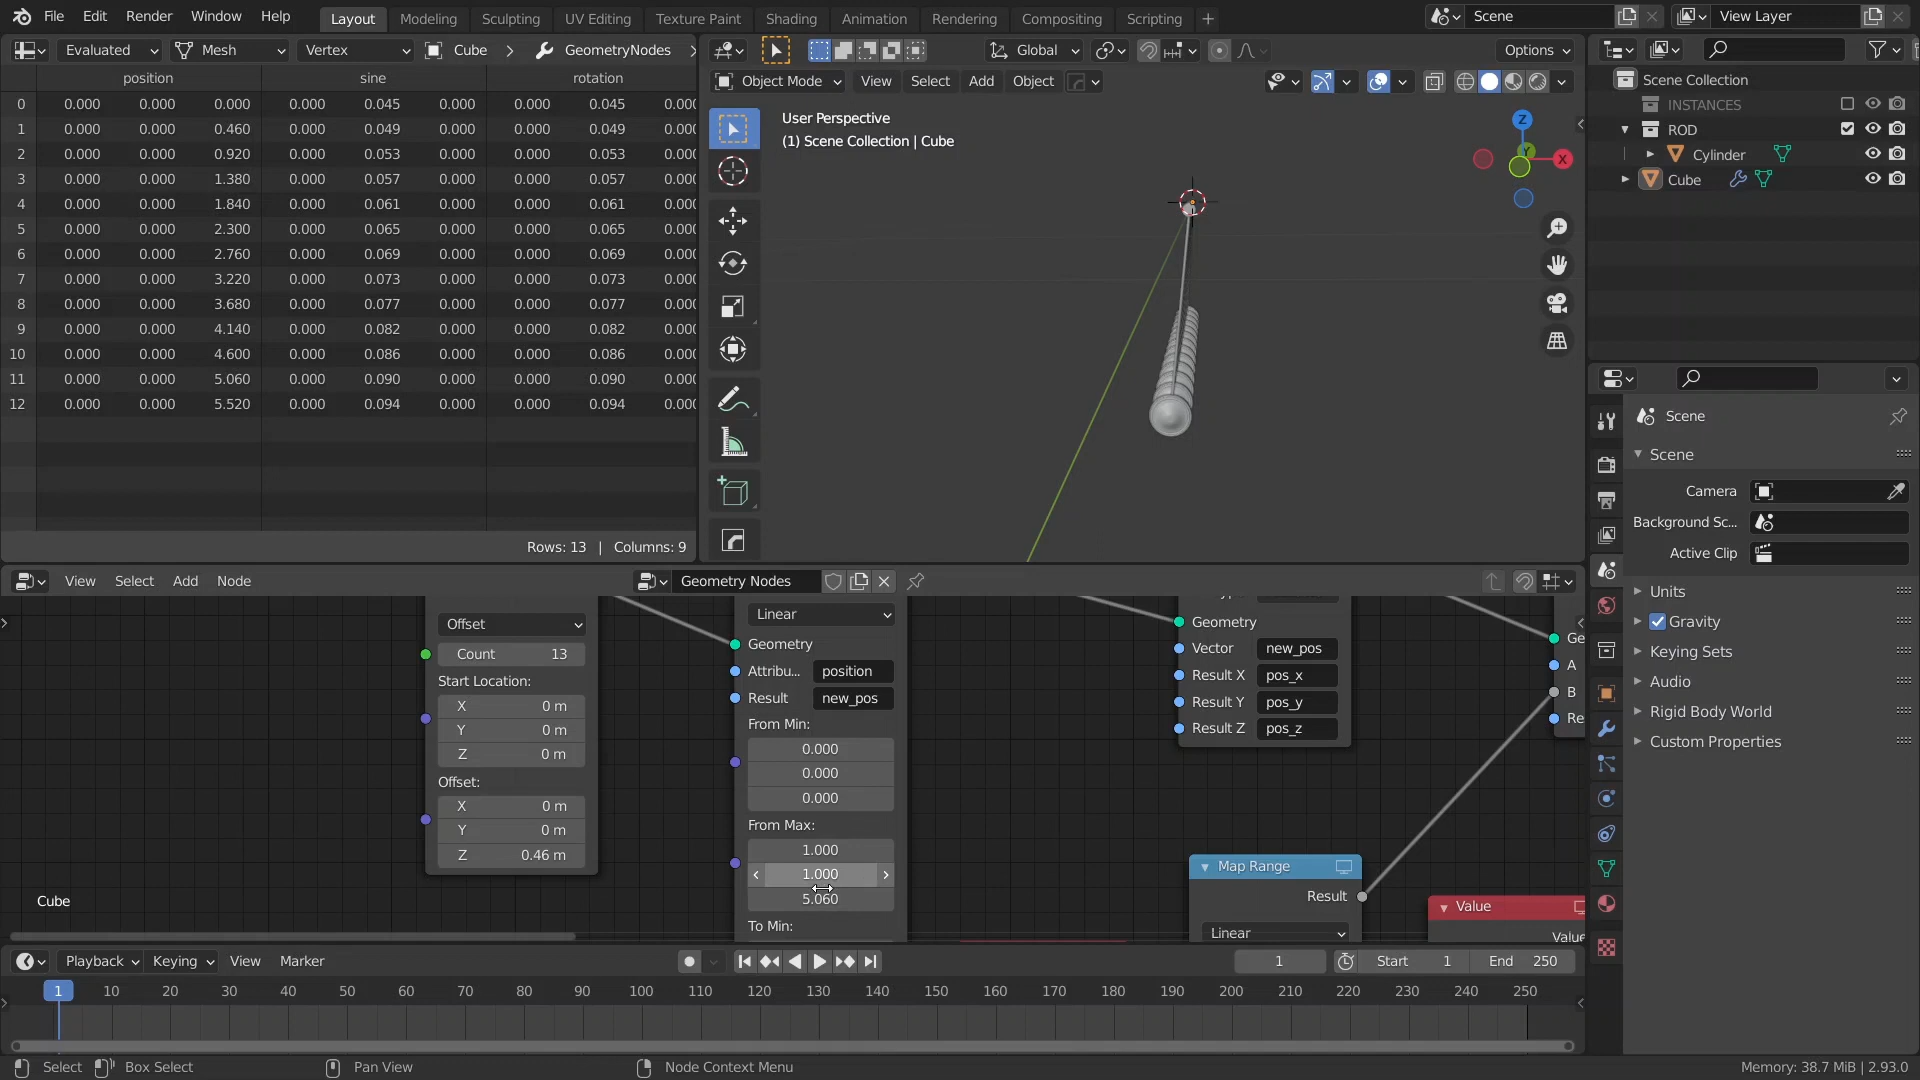 File Edit Render Window Help Layout Modeling Sculpting UV Editing Texture Paint Shading Animation Rendering Compositing Scripting + Scene View Layer
Evaluated Mesh Vertex Cube GeometryNodes Global Options
position sine rotation
0 0.000 0.000 0.000 0.000 0.045 0.000 0.000 0.045
1 0.000 0.000 0.460 0.000 0.049 0.000 0.000 0.049
2 0.000 0.000 0.920 0.000 0.053 0.000 0.000 0.053
3 0.000 0.000 1.380 0.000 0.057 0.000 0.000 0.057
4 0.000 0.000 1.840 0.000 0.061 0.000 0.000 0.061
5 0.000 0.000 2.300 0.000 0.065 0.000 0.000 0.065
6 0.000 0.000 2.760 0.000 0.069 0.000 0.000 0.069
7 0.000 0.000 3.220 0.000 0.073 0.000 0.000 0.073
8 0.000 0.000 3.680 0.000 0.077 0.000 0.000 0.077
9 0.000 0.000 4.140 0.000 0.082 0.000 0.000 0.082
10 0.000 0.000 4.600 0.000 0.086 0.000 0.000 0.086
11 0.000 0.000 5.060 0.000 0.090 0.000 0.000 0.090
12 0.000 0.000 5.520 0.000 0.094 0.000 0.000 0.094
Rows: 13 | Columns: 9
Object Mode View Select Add Object
User Perspective
(1) Scene Collection | Cube
Z
X
Scene Collection
INSTANCES
ROD
Cylinder
Cube
Scene
Scene
Camera
Background Sc...
Active Clip
Units
Gravity
Keying Sets
Audio
Rigid Body World
Custom Properties
View Select Add Node Geometry Nodes
Offset
Count 13
Start Location:
X 0 m
Y 0 m
Z 0 m
Offset:
X 0 m
Y 0 m
Z 0.46 m
Linear
Geometry
Attribu... position
Result new_pos
From Min:
0.000
0.000
0.000
From Max:
1.000
1.000
5.060
To Min:
Geometry
Vector new_pos
Result X pos_x
Result Y pos_y
Result Z pos_z
Map Range
Result
Linear
Ge
A
B
Re
Value
Value
Cube
Playback Keying View Marker 1 Start 1 End 250
1 10 20 30 40 50 60 70 80 90 100 110 120 130 140 150 160 170 180 190 200 210 220 230 240 250
Select Box Select Pan View Node Context Menu Memory: 38.7 MiB | 2.93.0